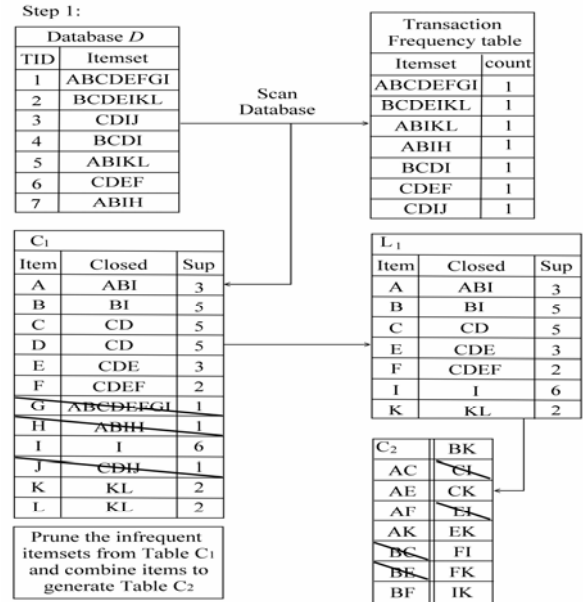 Step 1:
Database D
TID Itemset
1 ABCDEFGI
2 BCDEIKL
3 CDIJ
4 BCDI
5 ABIKL
6 CDEF
7 ABIH
Scan
Database
Transaction
Frequency table
Itemset count
ABCDEFGI 1
BCDEIKL 1
ABIKL 1
ABIH 1
BCDI 1
CDEF 1
CDIJ 1
C1
Item Closed Sup
A ABI 3
B BI 5
C CD 5
D CD 5
E CDE 3
F CDEF 2
G ABCDEFGI 1
H ABIH 1
I I 6
J CDIJ 1
K KL 2
L KL 2
L1
Item Closed Sup
A ABI 3
B BI 5
C CD 5
E CDE 3
F CDEF 2
I I 6
K KL 2
Prune the infrequent
itemsets from Table C1
and combine items to
generate Table C2
C2 BK
AC CI
AE CK
AF EI
AK EK
BC FI
BE FK
BF IK